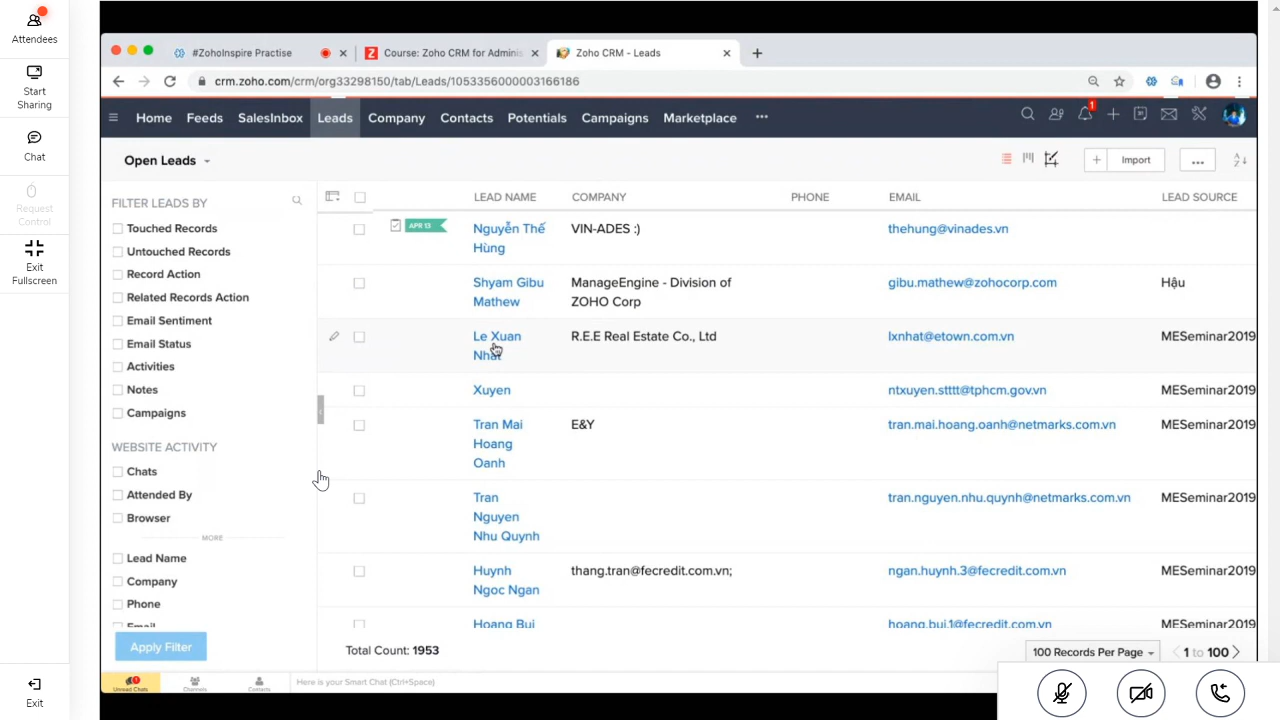 Attendees
Start
Sharing
Chat
Request
Control
Exit
Fullscreen
Exit
#ZohoInspire Practise
Course: Zoho CRM for Adminis
Zoho CRM - Leads
crm.zoho.com/crm/org33298150/tab/Leads/1053356000003166186
Home Feeds SalesInbox Leads Company Contacts Potentials Campaigns Marketplace
1
Open Leads
Import
FILTER LEADS BY
Touched Records
Untouched Records
Record Action
Related Records Action
Email Sentiment
Email Status
Activities
Notes
Campaigns
WEBSITE ACTIVITY
Chats
Attended By
Browser
MORE
Lead Name
Company
Phone
Email
Apply Filter
LEAD NAME COMPANY PHONE EMAIL LEAD SOURCE
APR 13 Nguyễn Thế VIN-ADES :) thehung@vinades.vn
Hùng
Shyam Gibu ManageEngine - Division of gibu.mathew@zohocorp.com Hậu
Mathew ZOHO Corp
Le Xuan R.E.E Real Estate Co., Ltd lxnhat@etown.com.vn MESeminar2019
Nhat
Xuyen ntxuyen.stttt@tphcm.gov.vn MESeminar2019
Tran Mai E&Y tran.mai.hoang.oanh@netmarks.com.vn MESeminar2019
Hoang
Oanh
Tran tran.nguyen.nhu.quynh@netmarks.com.vn MESeminar2019
Nguyen
Nhu Quynh
Huynh thang.tran@fecredit.com.vn; ngan.huynh.3@fecredit.com.vn MESeminar2019
Ngoc Ngan
Hoang Bui hoang.bui.1@fecredit.com.vn MESeminar2019
Total Count: 1953
100 Records Per Page
1 to 100
Unread Chats
Channels
Contacts
Here is your Smart Chat (Ctrl+Space)